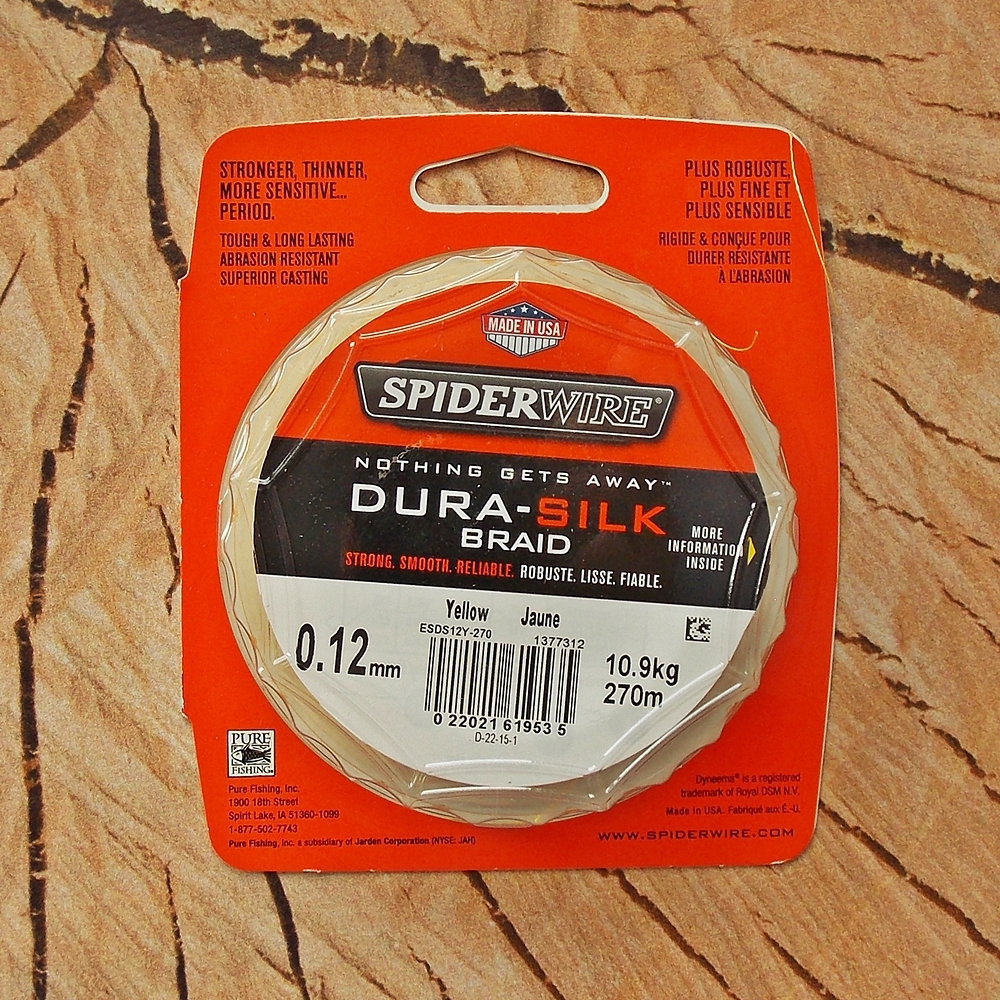 STRONGER, THINNER,
MORE SENSITIVE...
PERIOD.
TOUGH & LONG LASTING
ABRASION RESISTANT
SUPERIOR CASTING
PLUS ROBUSTE,
PLUS FINE ET
PLUS SENSIBLE
RIGIDE & CONÇUE POUR
DURER RÉSISTANTE
À L'ABRASION
MADE IN USA
SPIDERWIRE®
NOTHING GETS AWAY™
DURA-SILK
BRAID
STRONG. SMOOTH. RELIABLE. ROBUSTE. LISSE. FIABLE.
MORE
INFORMATION
INSIDE
Yellow Jaune
ESDS12Y-270 1377312
0.12mm
10.9kg
270m
0 22021 61953 5
D-22-15-1
PURE
FISHING®
Pure Fishing, Inc.
1900 18th Street
Spirit Lake, IA 51360-1099
1-877-502-7743
Pure Fishing, Inc. a subsidiary of Jarden Corporation (NYSE: JAH)
Dyneema® is a registered
trademark of Royal DSM N.V.
Made in USA. Fabriqué aux É.-U.
WWW.SPIDERWIRE.COM